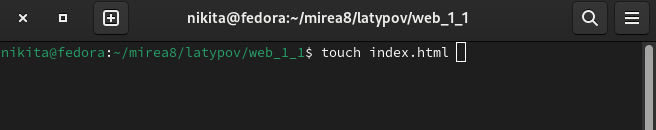 nikita@fedora:~/mirea8/latypov/web_1_1
nikita@fedora:~/mirea8/latypov/web_1_1$ touch index.html